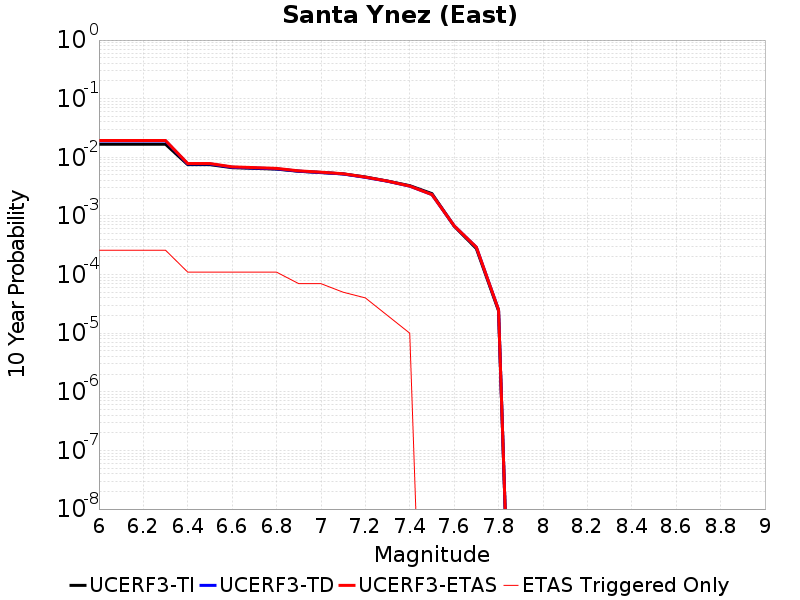 Santa Ynez (East)
10 Year Probability
10^0
10^-1
10^-2
10^-3
10^-4
10^-5
10^-6
10^-7
10^-8
6 6.2 6.4 6.6 6.8 7 7.2 7.4 7.6 7.8 8 8.2 8.4 8.6 8.8 9
Magnitude
UCERF3-TI UCERF3-TD UCERF3-ETAS ETAS Triggered Only